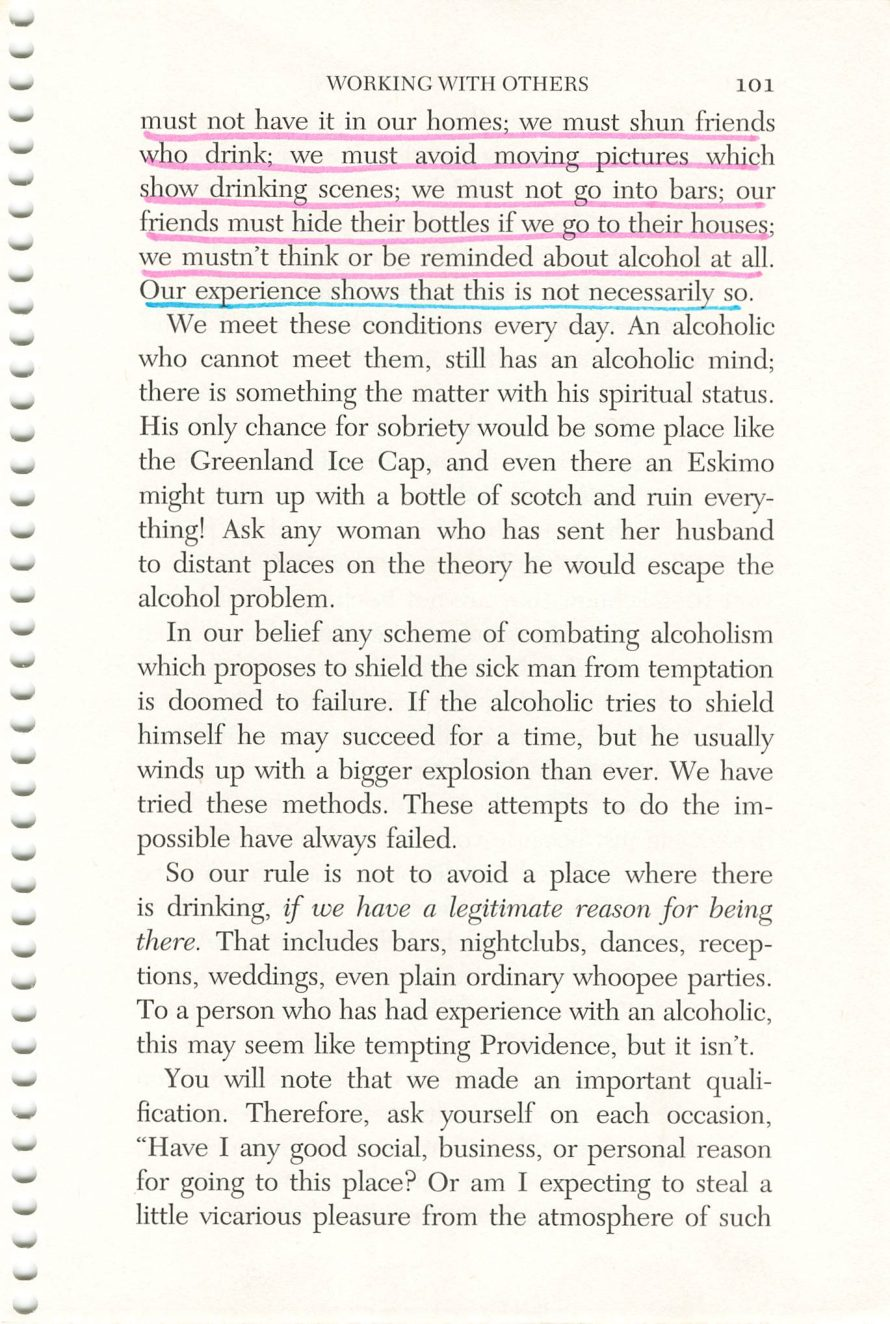 WORKING WITH OTHERS 101
must not have it in our homes; we must shun friends
who drink; we must avoid moving pictures which
show drinking scenes; we must not go into bars; our
friends must hide their bottles if we go to their houses;
we mustn't think or be reminded about alcohol at all.
Our experience shows that this is not necessarily so.
We meet these conditions every day. An alcoholic
who cannot meet them, still has an alcoholic mind;
there is something the matter with his spiritual status.
His only chance for sobriety would be some place like
the Greenland Ice Cap, and even there an Eskimo
might turn up with a bottle of scotch and ruin every-
thing! Ask any woman who has sent her husband
to distant places on the theory he would escape the
alcohol problem.
In our belief any scheme of combating alcoholism
which proposes to shield the sick man from temptation
is doomed to failure. If the alcoholic tries to shield
himself he may succeed for a time, but he usually
winds up with a bigger explosion than ever. We have
tried these methods. These attempts to do the im-
possible have always failed.
So our rule is not to avoid a place where there
is drinking, if we have a legitimate reason for being
there. That includes bars, nightclubs, dances, recep-
tions, weddings, even plain ordinary whoopee parties.
To a person who has had experience with an alcoholic,
this may seem like tempting Providence, but it isn't.
You will note that we made an important quali-
fication. Therefore, ask yourself on each occasion,
“Have I any good social, business, or personal reason
for going to this place? Or am I expecting to steal a
little vicarious pleasure from the atmosphere of such